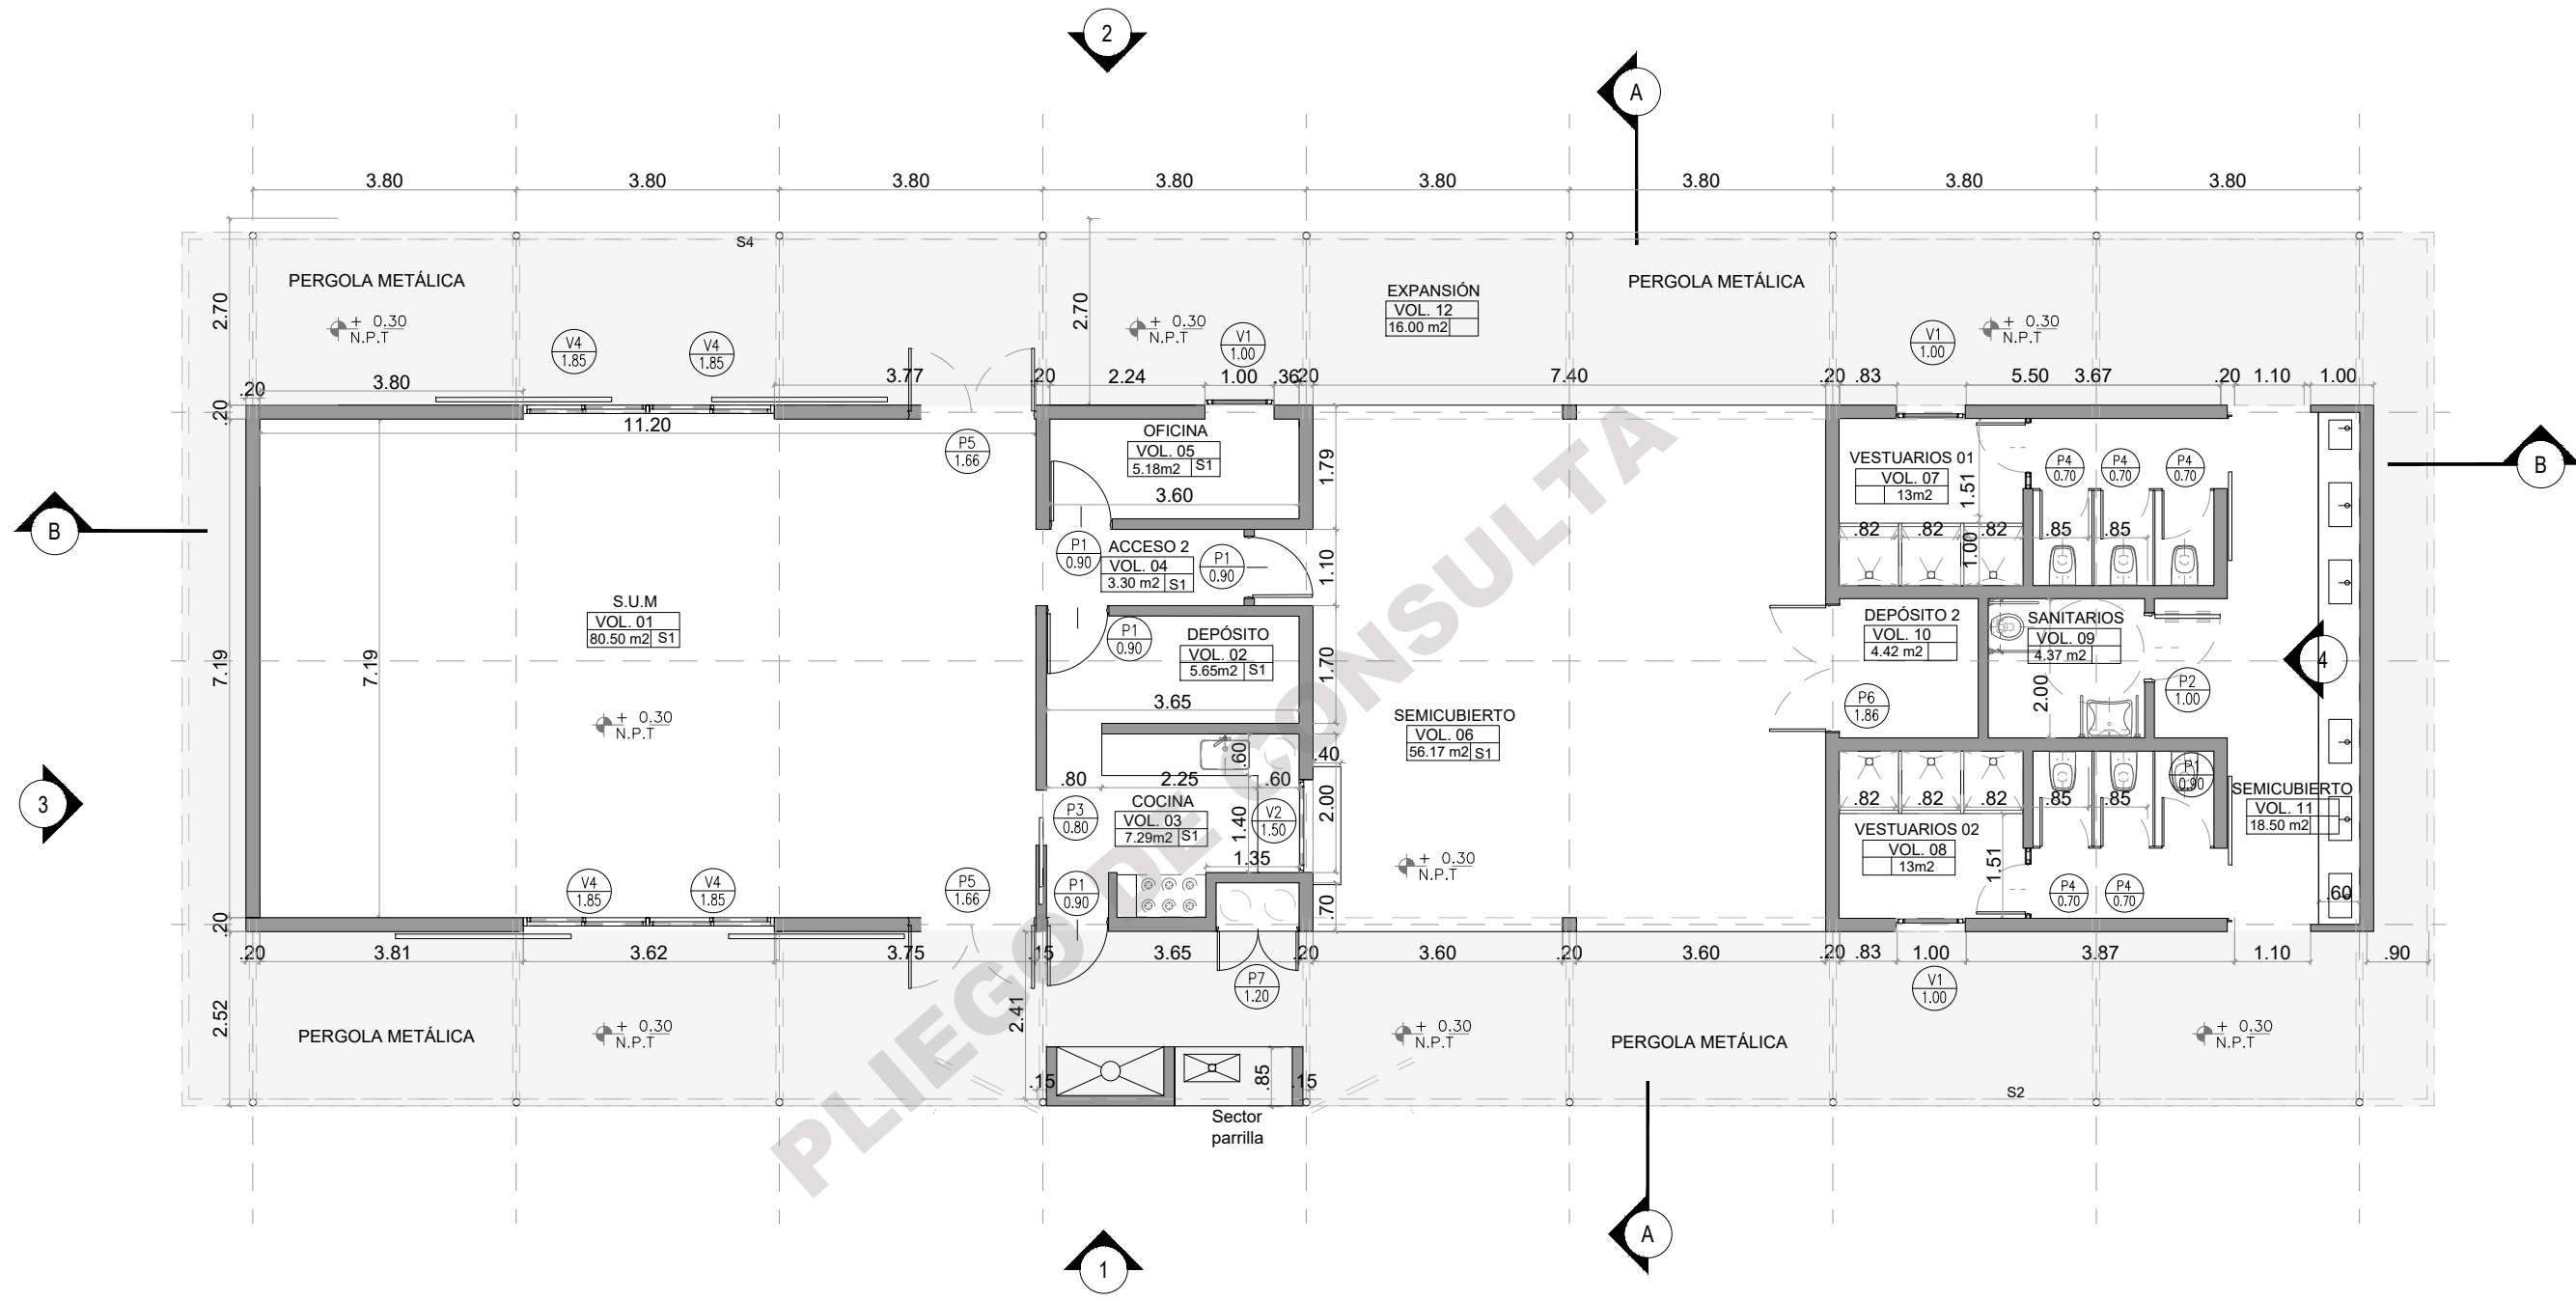 2
A
3.80 3.80 3.80 3.80 3.80 3.80 3.80 3.80
S4
PERGOLA METÁLICA
EXPANSIÓN
VOL. 12
16.00 m2
PERGOLA METÁLICA
2.70
2.70
+ 0.30
N.P.T
+ 0.30
N.P.T
+ 0.30
N.P.T
V4
1.85
V4
1.85
V1
1.00
V1
1.00
.20 3.80 3.77 .20 2.24 1.00 .36 .20 7.40 .20 .83 5.50 3.67 .20 1.10 1.00
.20
11.20
P5
1.66
OFICINA
VOL. 05
5.18m2 S1
3.60
1.79
VESTUARIOS 01
VOL. 07
13m2
1.51
P4
0.70
P4
0.70
P4
0.70
B
B
.82 .82 .82 .85 .85
1.00
P1
0.90
ACCESO 2
VOL. 04
3.30 m2 S1
P1
0.90
1.10
S.U.M
VOL. 01
80.50 m2 S1
P1
0.90
DEPÓSITO
VOL. 02
5.65m2 S1
3.65
1.70
DEPÓSITO 2
VOL. 10
4.42 m2
SANITARIOS
VOL. 09
4.37 m2
2.00
4
7.19
7.19
P6
1.86
P2
1.00
+ 0.30
N.P.T
SEMICUBIERTO
VOL. 06
56.17 m2 S1
.60
.40
.80 2.25 .60
3
P3
0.80
COCINA
VOL. 03
7.29m2 S1
1.40
V2
1.50
2.00
1.35
.82 .82 .82 .85 .85
P1
0.90
SEMICUBIERTO
VOL. 11
18.50 m2
VESTUARIOS 02
VOL. 08
13m2
1.51
+ 0.30
N.P.T
V4
1.85
V4
1.85
P5
1.66
P1
0.90
.70
P4
0.70
P4
0.70
.60
.20
.20 3.81 3.62 3.75 .15 3.65 .20 3.60 .20 3.60 .20 .83 1.00 3.87 1.10 .90
P7
1.20
V1
1.00
2.52
2.41
PERGOLA METÁLICA
+ 0.30
N.P.T
+ 0.30
N.P.T
PERGOLA METÁLICA
+ 0.30
N.P.T
.15
.85
.15
S2
Sector
parrilla
PLIEGO DE CONSULTA
A
1